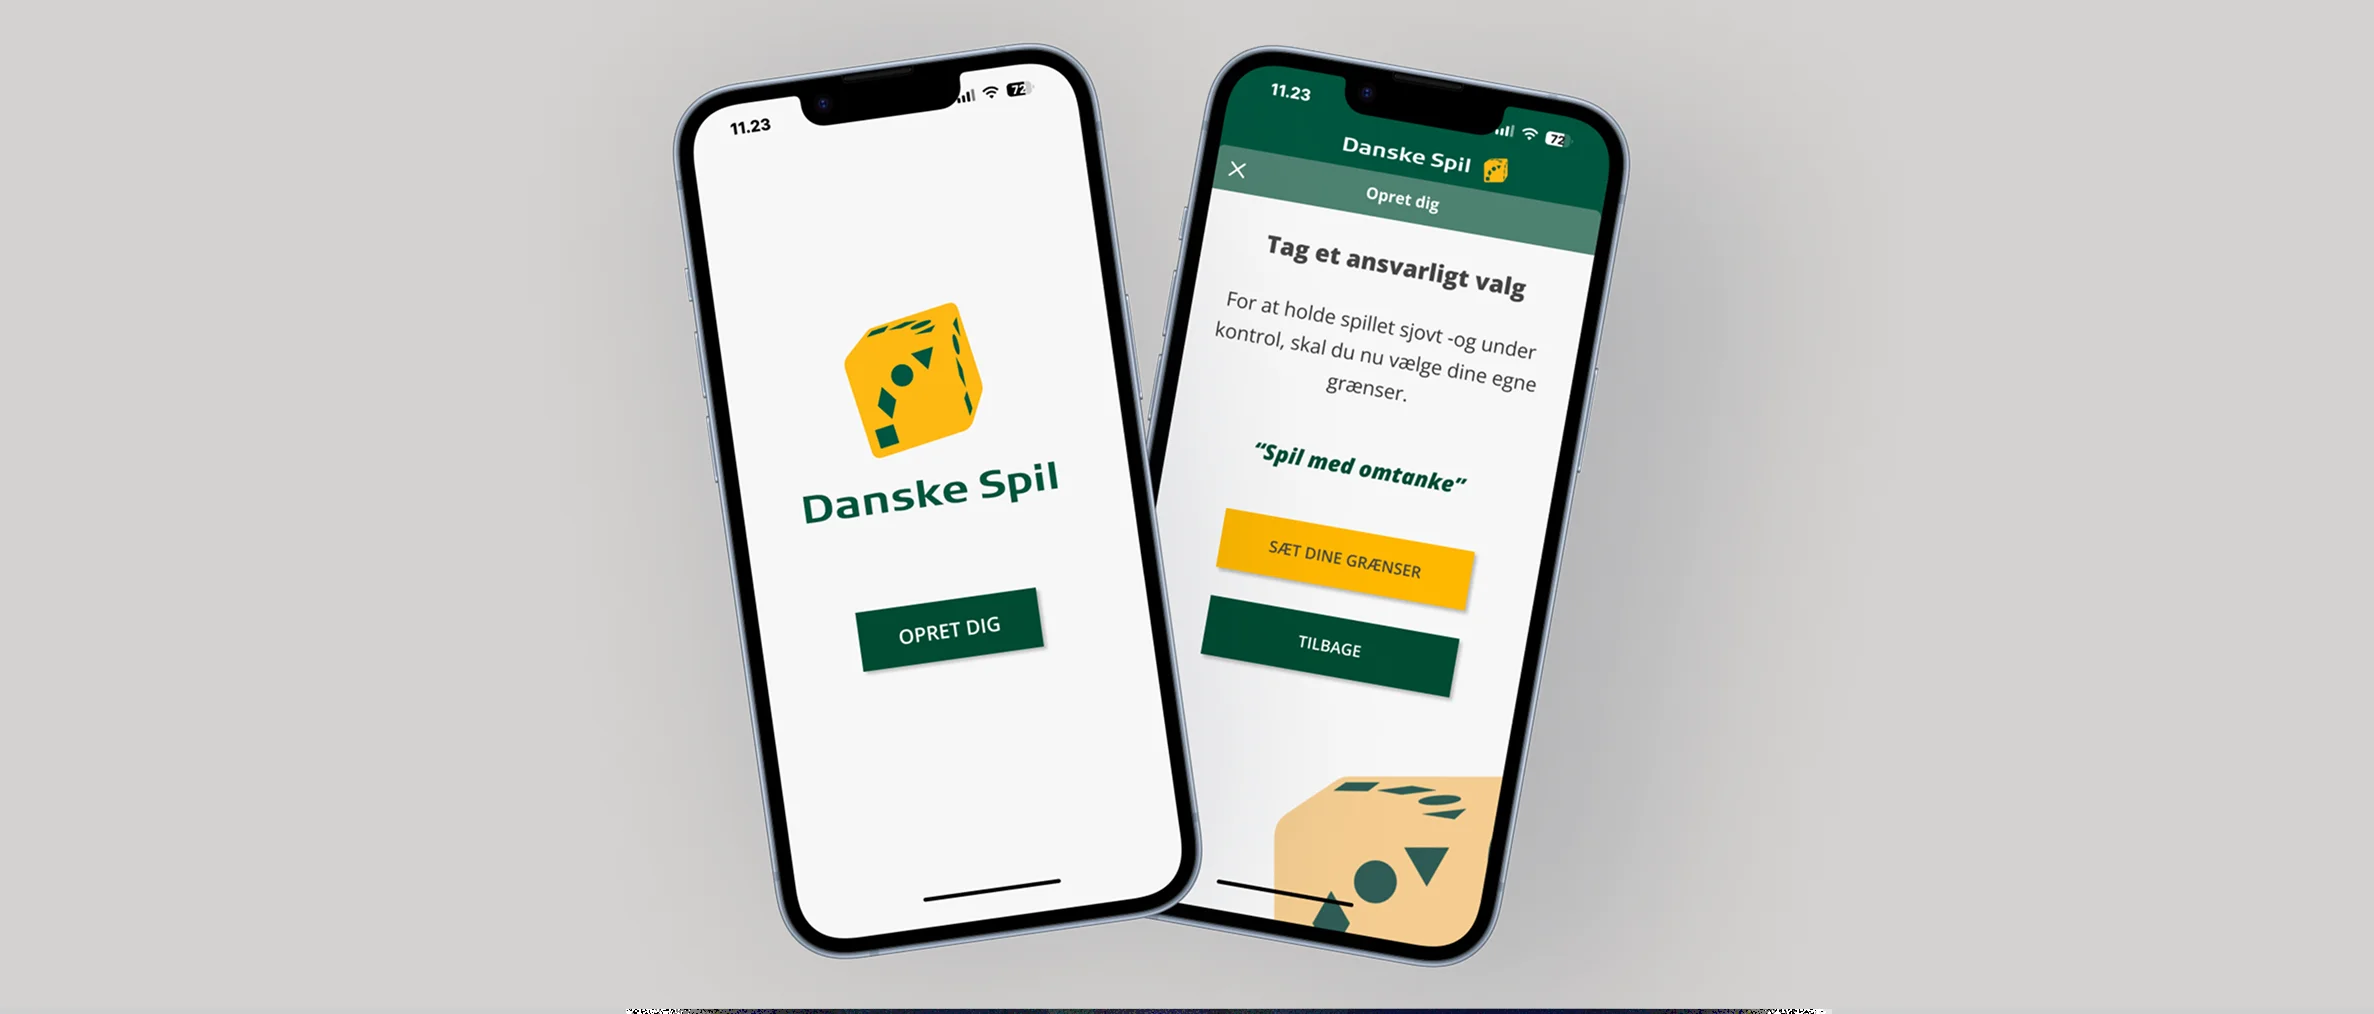 11.23
72
Danske Spil
OPRET DIG
11.23
72
Danske Spil
Opret dig
Tag et ansvarligt valg
For at holde spillet sjovt -og under
kontrol, skal du nu vælge dine egne
grænser.
“Spil med omtanke”
SÆT DINE GRÆNSER
TILBAGE